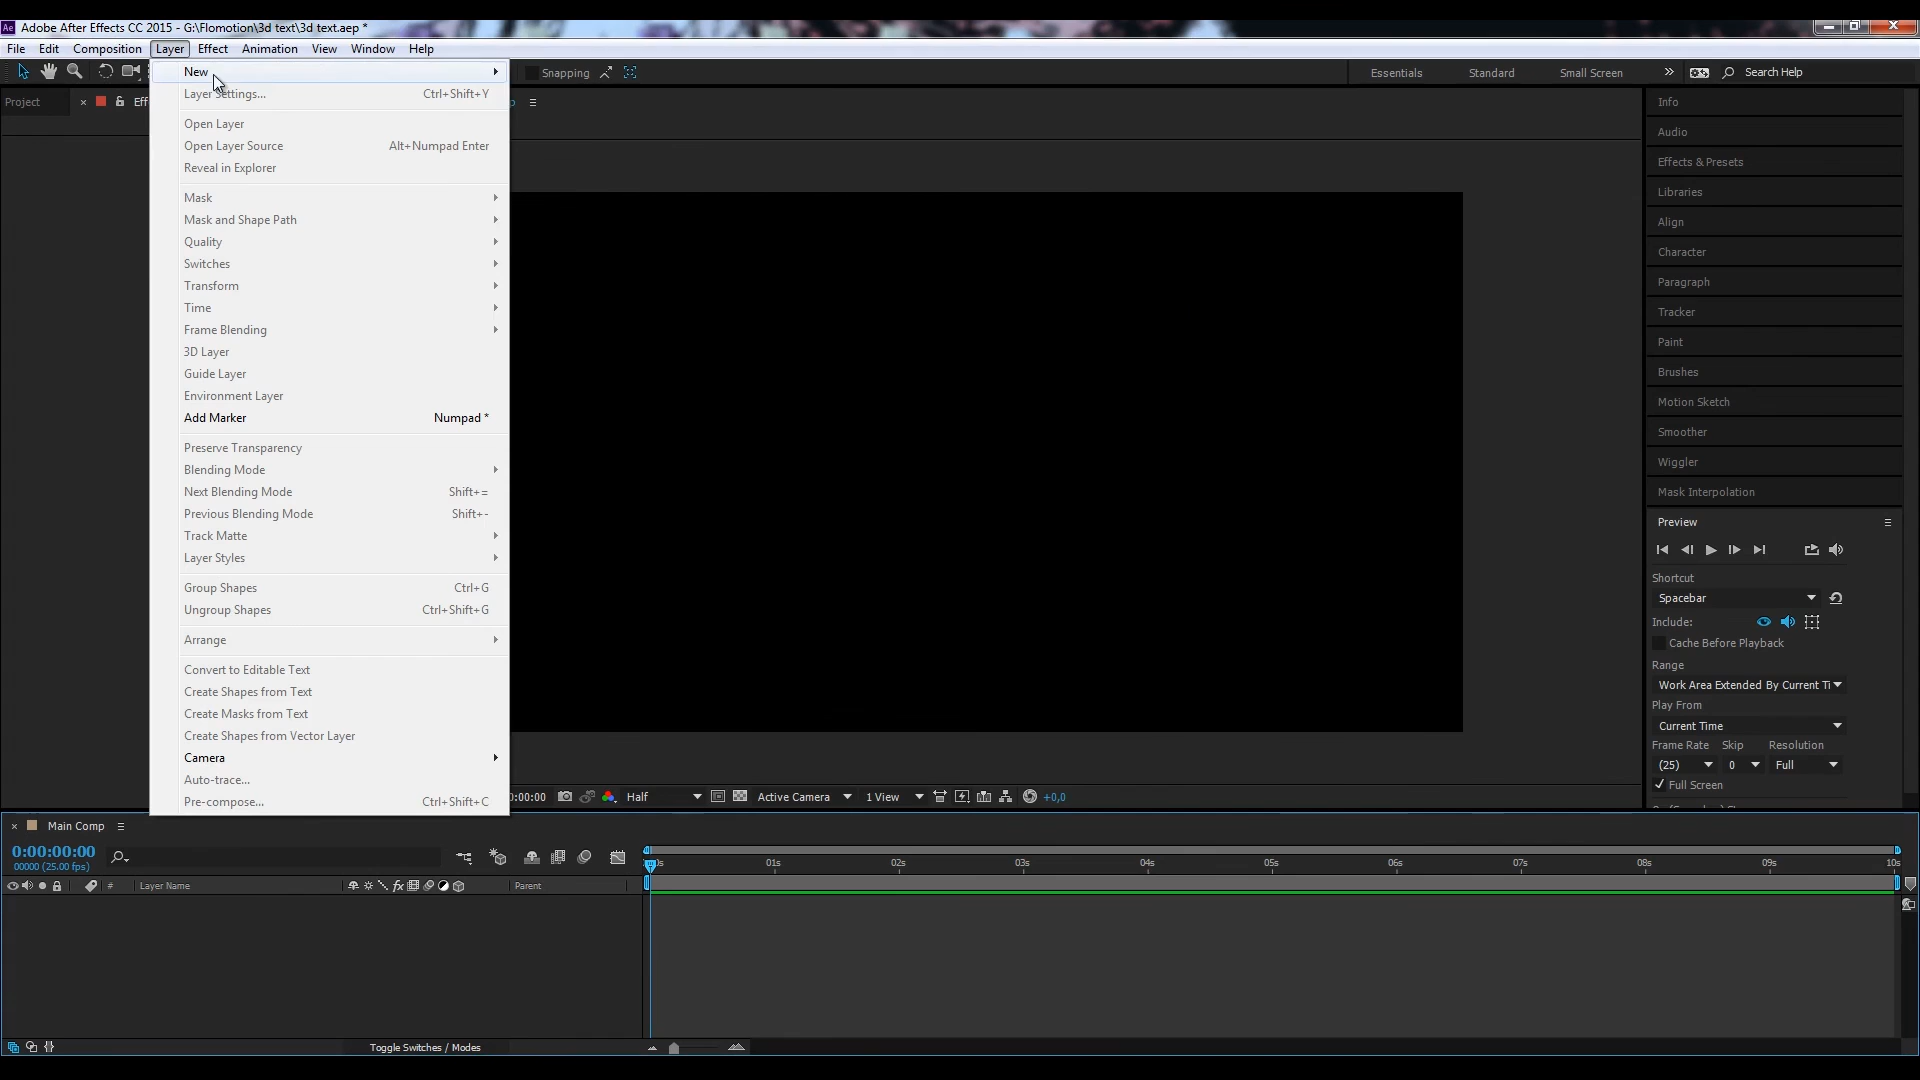 Adobe After Effects CC 2015 - G:\Flomotion\3d text\3d text.aep *
File Edit Composition Layer Effect Animation View Window Help
Snapping Essentials Standard Small Screen Search Help
Project
New
Layer Settings... Ctrl+Shift+Y
Open Layer
Open Layer Source Alt+Numpad Enter
Reveal in Explorer
Mask
Mask and Shape Path
Quality
Switches
Transform
Time
Frame Blending
3D Layer
Guide Layer
Environment Layer
Add Marker Numpad *
Preserve Transparency
Blending Mode
Next Blending Mode Shift+=
Previous Blending Mode Shift+-
Track Matte
Layer Styles
Group Shapes Ctrl+G
Ungroup Shapes Ctrl+Shift+G
Arrange
Convert to Editable Text
Create Shapes from Text
Create Masks from Text
Create Shapes from Vector Layer
Camera
Auto-trace...
Pre-compose... Ctrl+Shift+C
Info
Audio
Effects & Presets
Libraries
Align
Character
Paragraph
Tracker
Paint
Brushes
Motion Sketch
Smoother
Wiggler
Mask Interpolation
Preview
Shortcut
Spacebar
Include:
Cache Before Playback
Range
Work Area Extended By Current Ti
Play From
Current Time
Frame Rate Skip Resolution
(25) 0 Full
Full Screen
0:00:00 Half Active Camera 1 View +0,0
Main Comp
0:00:00:00
00000 (25.00 fps)
# Layer Name Parent
01s 02s 03s 04s 05s 06s 07s 08s 09s 10s
Toggle Switches / Modes